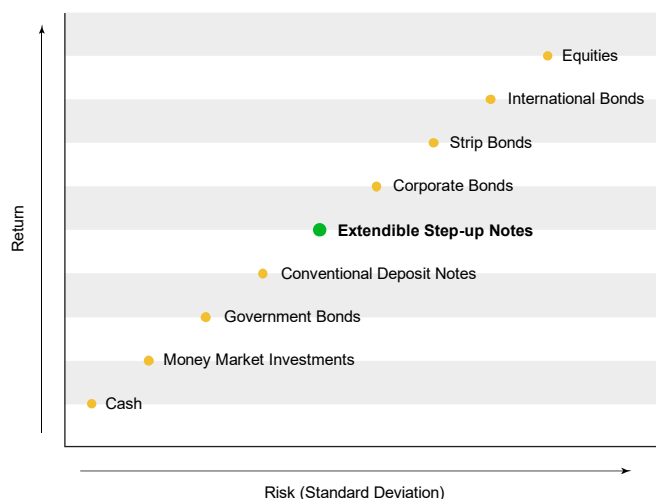 Equities
International Bonds
Strip Bonds
Corporate Bonds
Extendible Step-up Notes
Conventional Deposit Notes
Government Bonds
Money Market Investments
Cash
Return
Risk (Standard Deviation)